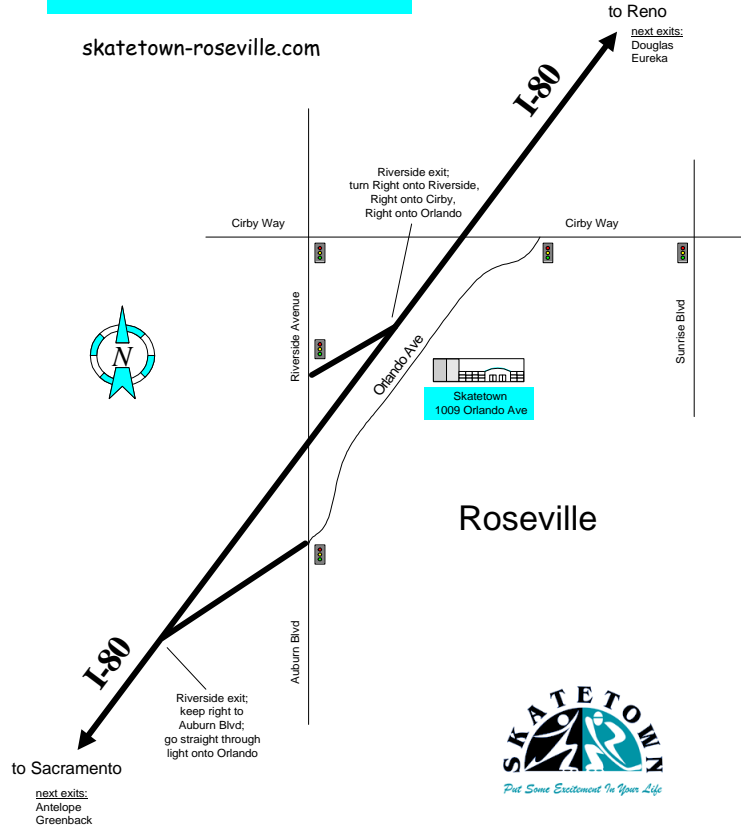 to Reno
next exits:
Douglas
Eureka
skatetown-roseville.com
I-80
Riverside exit;
turn Right onto Riverside,
Right onto Cirby,
Right onto Orlando
Cirby Way
Cirby Way
Riverside Avenue
Sunrise Blvd
N
Orlando Ave
Skatetown
1009 Orlando Ave
Roseville
Auburn Blvd
I-80
Riverside exit;
keep right to
Auburn Blvd;
go straight through
light onto Orlando
to Sacramento
next exits:
Antelope
Greenback
SKATETOWN
Put Some Excitement In Your Life